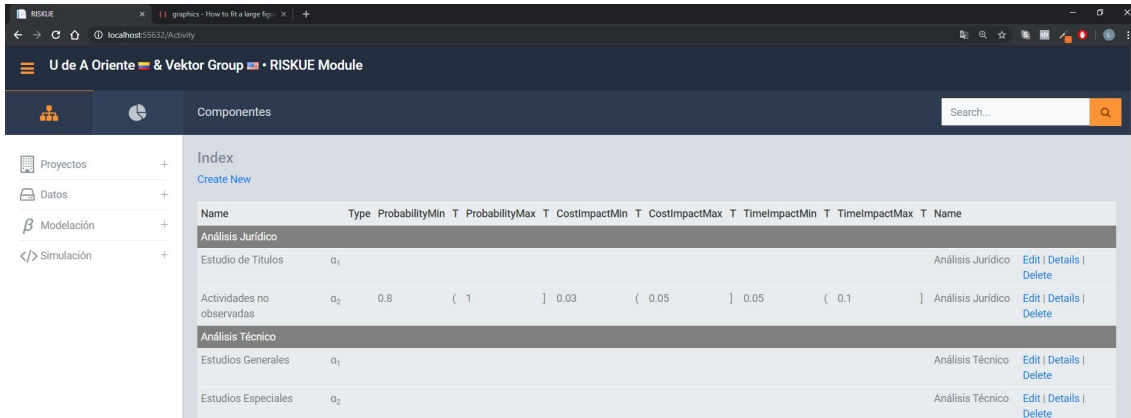 RISKUE
graphics - How to fit a large figu
localhost:55632/Activity
U de A Oriente & Vektor Group • RISKUE Module
Componentes
Search...
Proyectos
Datos
β Modelación
</> Simulación
Index
Create New
Name Type ProbabilityMin T ProbabilityMax T CostImpactMin T CostImpactMax T TimeImpactMin T TimeImpactMax T Name
Análisis Jurídico
Estudio de Titulos α₁ Análisis Jurídico Edit | Details |
Delete
Actividades no α₂ 0.8 ( 1 ] 0.03 ( 0.05 ] 0.05 ( 0.1 ] Análisis Jurídico Edit | Details |
observadas Delete
Análisis Técnico
Estudios Generales α₁ Análisis Técnico Edit | Details |
Delete
Estudios Especiales α₂ Análisis Técnico Edit | Details |
Delete